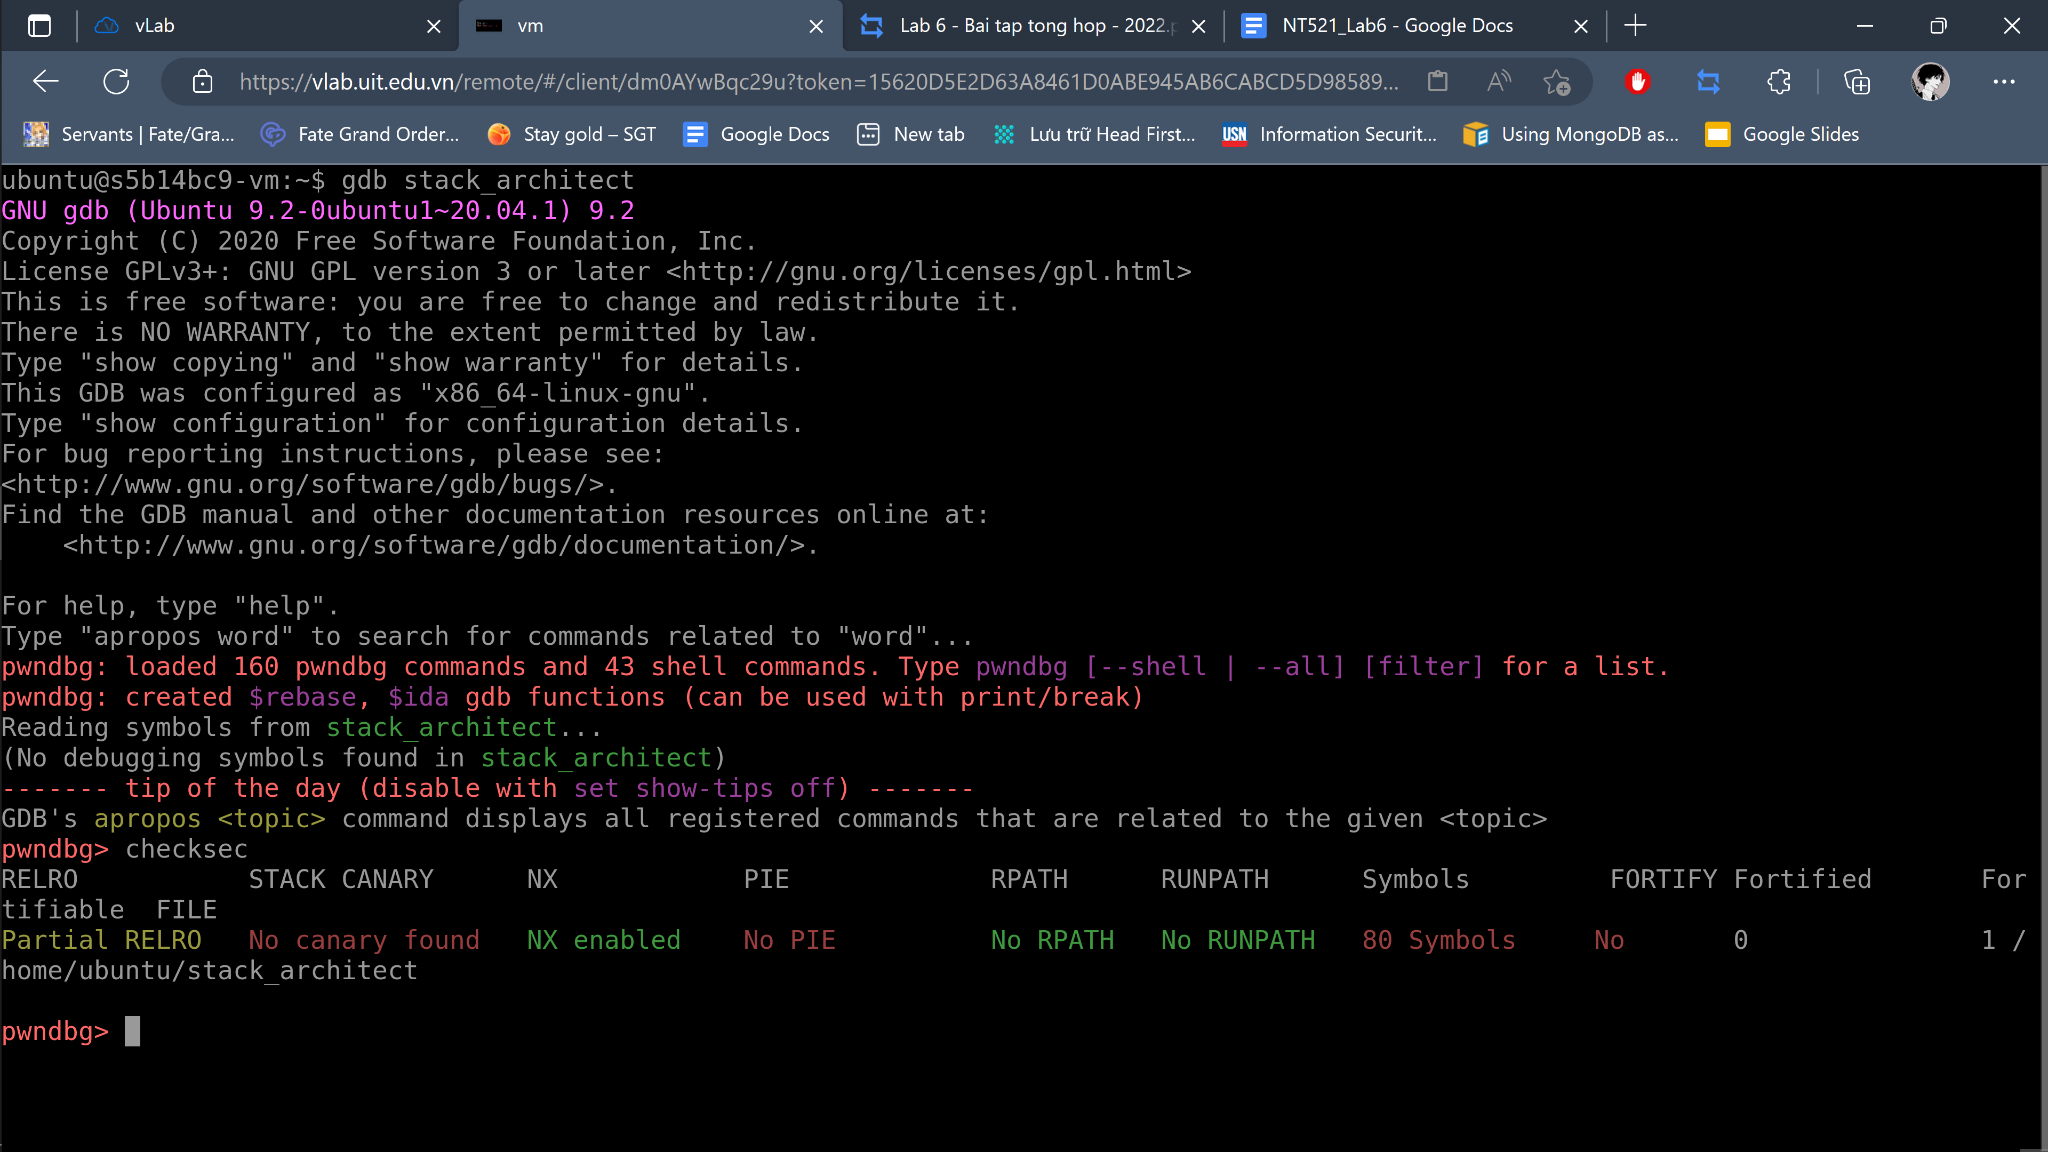 vLab
vm
Lab 6 - Bai tap tong hop - 2022.p
NT521_Lab6 - Google Docs
https://vlab.uit.edu.vn/remote/#/client/dm0AYwBqc29u?token=15620D5E2D63A8461D0ABE945AB6CABCD5D98589...
Servants | Fate/Gra...
Fate Grand Order...
Stay gold – SGT
Google Docs
New tab
Lưu trữ Head First...
USN
Information Securit...
Using MongoDB as...
Google Slides
ubuntu@s5b14bc9-vm:~$ gdb stack_architect
GNU gdb (Ubuntu 9.2-0ubuntu1~20.04.1) 9.2
Copyright (C) 2020 Free Software Foundation, Inc.
License GPLv3+: GNU GPL version 3 or later <http://gnu.org/licenses/gpl.html>
This is free software: you are free to change and redistribute it.
There is NO WARRANTY, to the extent permitted by law.
Type "show copying" and "show warranty" for details.
This GDB was configured as "x86_64-linux-gnu".
Type "show configuration" for configuration details.
For bug reporting instructions, please see:
<http://www.gnu.org/software/gdb/bugs/>.
Find the GDB manual and other documentation resources online at:
    <http://www.gnu.org/software/gdb/documentation/>.
For help, type "help".
Type "apropos word" to search for commands related to "word"...
pwndbg: loaded 160 pwndbg commands and 43 shell commands. Type pwndbg [--shell | --all] [filter] for a list.
pwndbg: created $rebase, $ida gdb functions (can be used with print/break)
Reading symbols from stack_architect...
(No debugging symbols found in stack_architect)
------- tip of the day (disable with set show-tips off) -------
GDB's apropos <topic> command displays all registered commands that are related to the given <topic>
pwndbg> checksec
RELRO           STACK CANARY      NX            PIE             RPATH      RUNPATH      Symbols         FORTIFY Fortified       For
tifiable  FILE
Partial RELRO   No canary found   NX enabled    No PIE          No RPATH   No RUNPATH   80 Symbols     No       0               1 /
home/ubuntu/stack_architect
pwndbg>